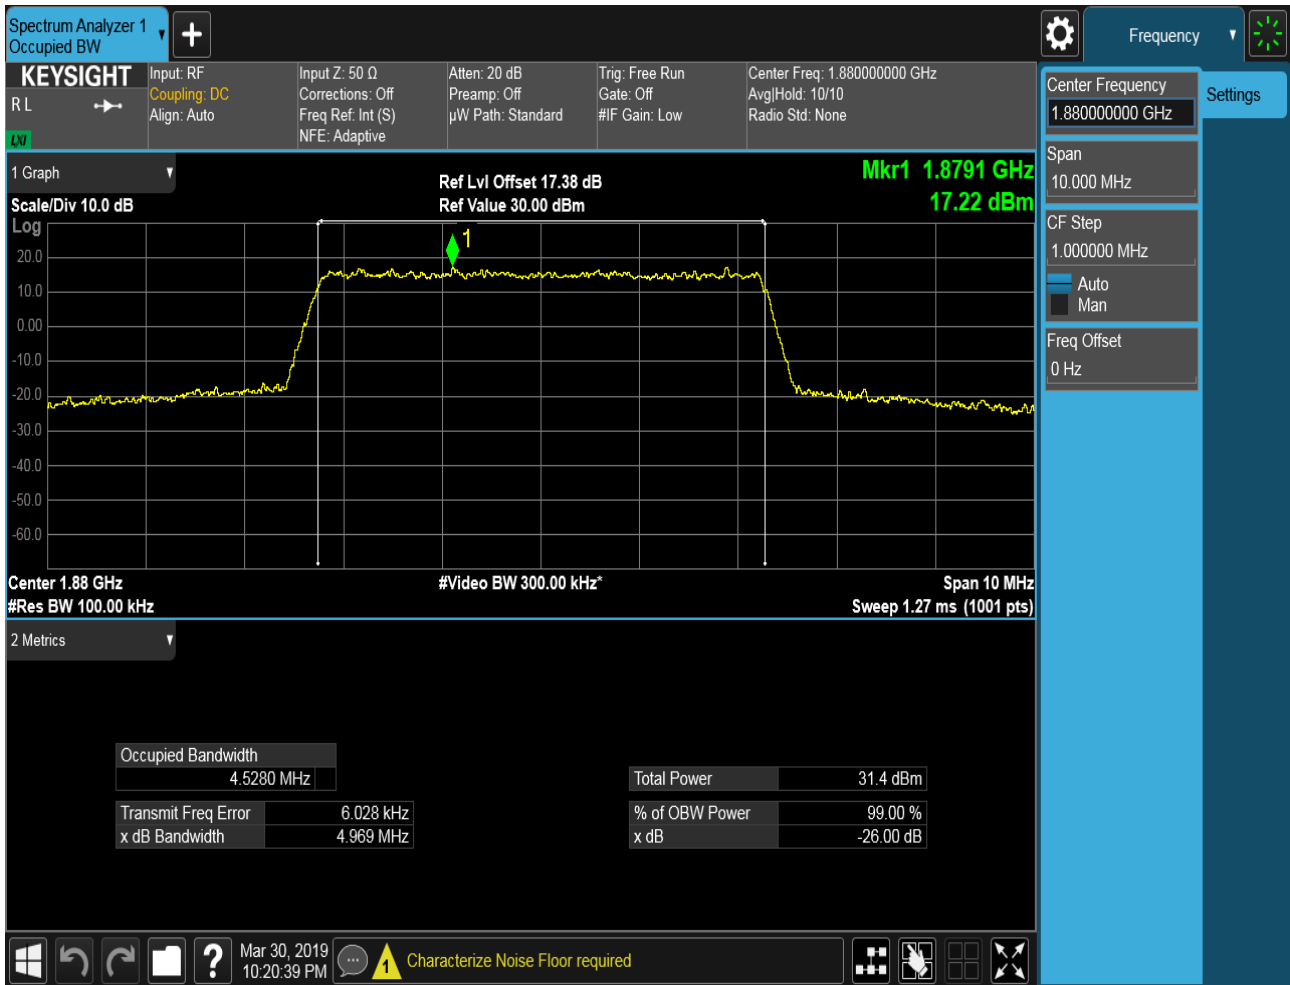 Spectrum Analyzer 1
Occupied BW
Frequency
KEYSIGHT
R L
LXI
Input: RF
Coupling: DC
Align: Auto
Input Z: 50 Ω
Corrections: Off
Freq Ref: Int (S)
NFE: Adaptive
Atten: 20 dB
Preamp: Off
µW Path: Standard
Trig: Free Run
Gate: Off
#IF Gain: Low
Center Freq: 1.880000000 GHz
Avg|Hold: 10/10
Radio Std: None
Center Frequency
1.880000000 GHz
Settings
Span
10.000 MHz
CF Step
1.000000 MHz
Auto
Man
Freq Offset
0 Hz
1 Graph
Scale/Div 10.0 dB
Log
Ref Lvl Offset 17.38 dB
Ref Value 30.00 dBm
Mkr1 1.8791 GHz
17.22 dBm
1
20.0
10.0
0.00
-10.0
-20.0
-30.0
-40.0
-50.0
-60.0
Center 1.88 GHz
#Video BW 300.00 kHz*
Span 10 MHz
#Res BW 100.00 kHz
Sweep 1.27 ms (1001 pts)
2 Metrics
Occupied Bandwidth
4.5280 MHz
Transmit Freq Error 6.028 kHz
x dB Bandwidth 4.969 MHz
Total Power 31.4 dBm
% of OBW Power 99.00 %
x dB -26.00 dB
?
Mar 30, 2019
10:20:39 PM
1
Characterize Noise Floor required